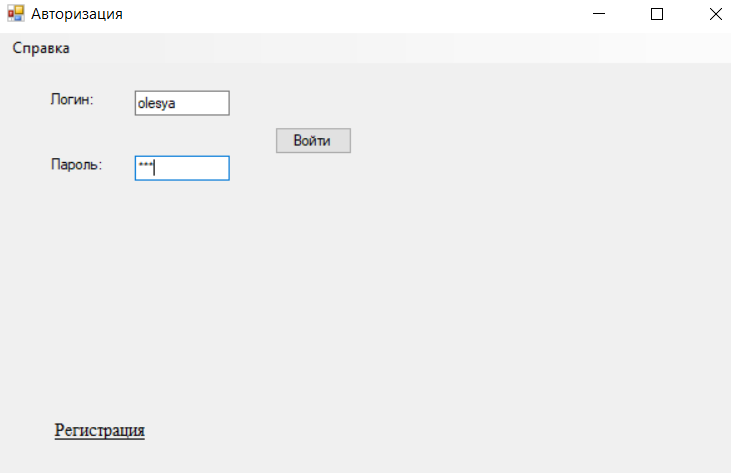 Авторизация
Справка
Логин: olesya
Войти
Пароль: ***
Регистрация